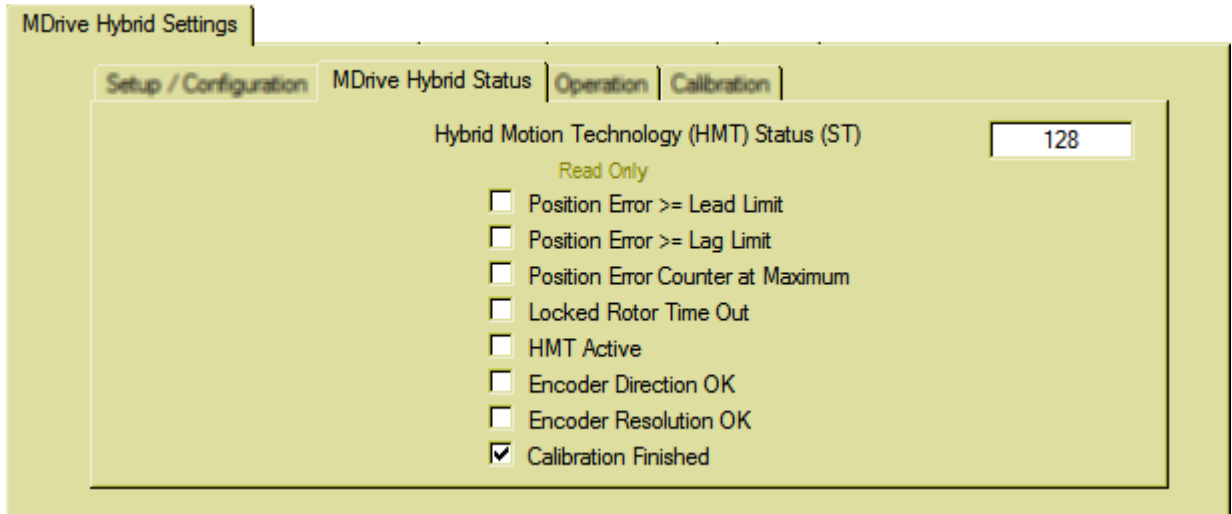 MDrive Hybrid Settings
Setup / Configuration MDrive Hybrid Status Operation Calibration
Hybrid Motion Technology (HMT) Status (ST) 128
Read Only
Position Error >= Lead Limit
Position Error >= Lag Limit
Position Error Counter at Maximum
Locked Rotor Time Out
HMT Active
Encoder Direction OK
Encoder Resolution OK
Calibration Finished